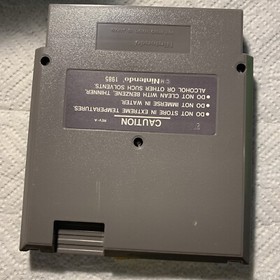 CAUTION
REV-A
● DO NOT STORE IN EXTREME TEMPERATURES.
● DO NOT IMMERSE IN WATER.
● DO NOT CLEAN WITH BENZENE, THINNER,
ALCOHOL OR OTHER SUCH SOLVENTS.
©Nintendo 1985